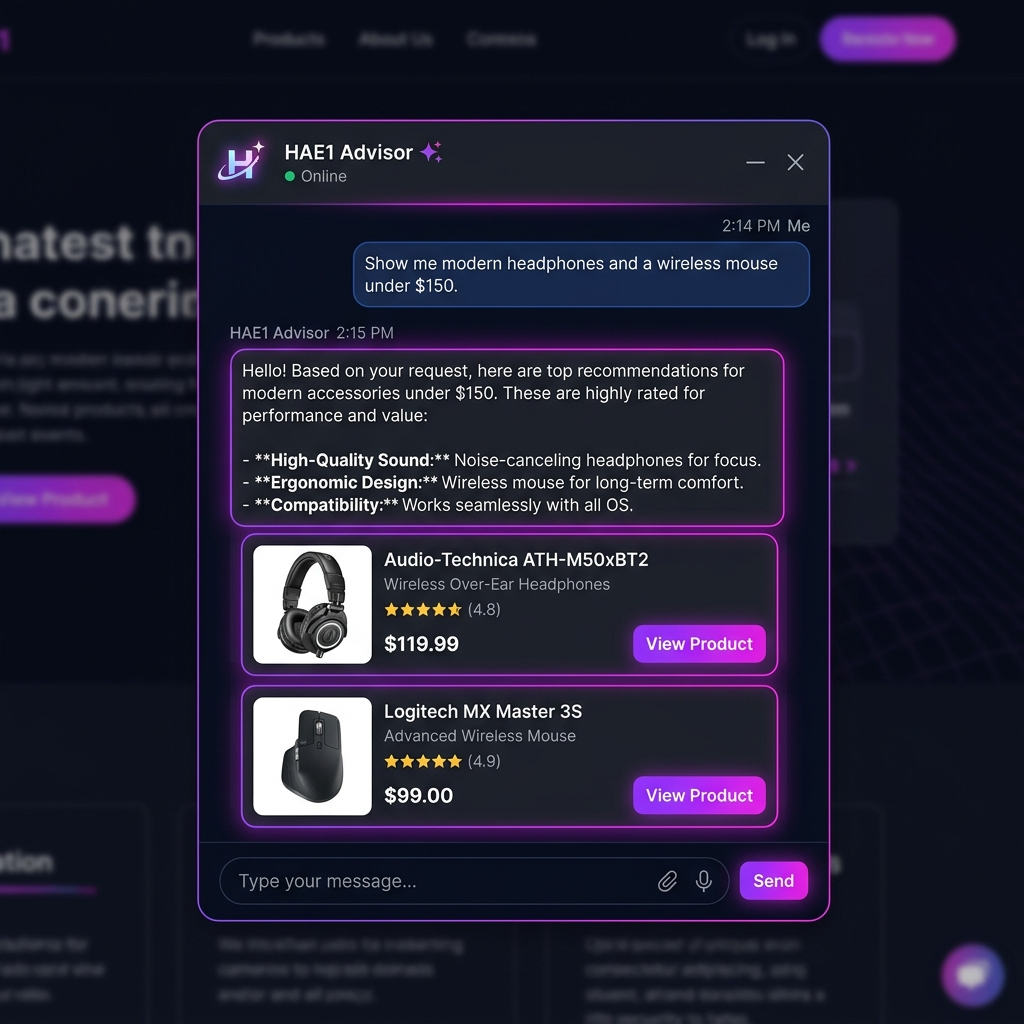 Products About Us
Log In
HAE1 Advisor
Online
2:14 PM Me
Show me modern headphones and a wireless mouse
under $150.
HAE1 Advisor 2:15 PM
Hello! Based on your request, here are top recommendations for
modern accessories under $150. These are highly rated for
performance and value:
- **High-Quality Sound:** Noise-canceling headphones for focus.
- **Ergonomic Design:** Wireless mouse for long-term comfort.
- **Compatibility:** Works seamlessly with all OS.
Audio-Technica ATH-M50xBT2
Wireless Over-Ear Headphones
(4.8)
$119.99
View Product
Logitech MX Master 3S
Advanced Wireless Mouse
(4.9)
$99.00
View Product
Type your message...
Send